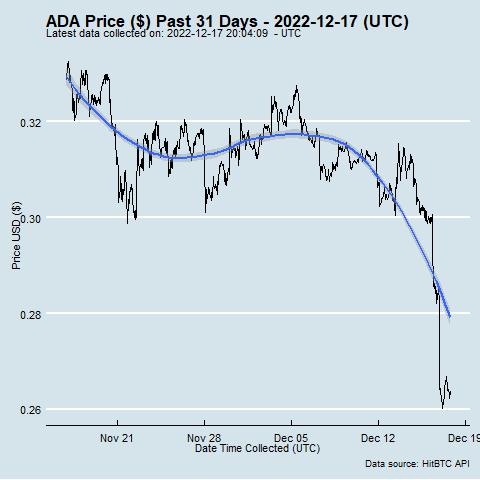 ADA Price ($) Past 31 Days - 2022-12-17 (UTC)
Latest data collected on: 2022-12-17 20:04:09 - UTC
0.32
0.30
0.28
0.26
Price USD ($)
Nov 21 Nov 28 Dec 05 Dec 12 Dec 19
Date Time Collected (UTC)
Data source: HitBTC API